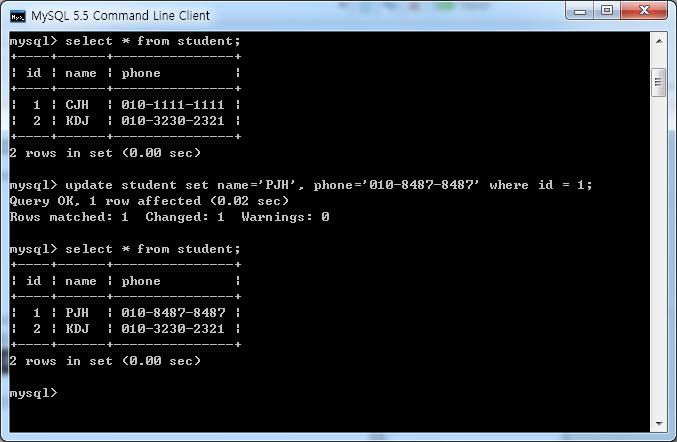 MySQL 5.5 Command Line Client
mysql> select * from student;
+----+------+---------------+
| id | name | phone         |
+----+------+---------------+
|  1 | CJH  | 010-1111-1111 |
|  2 | KDJ  | 010-3230-2321 |
+----+------+---------------+
2 rows in set (0.00 sec)
mysql> update student set name='PJH', phone='010-8487-8487' where id = 1;
Query OK, 1 row affected (0.02 sec)
Rows matched: 1  Changed: 1  Warnings: 0
mysql> select * from student;
+----+------+---------------+
| id | name | phone         |
+----+------+---------------+
|  1 | PJH  | 010-8487-8487 |
|  2 | KDJ  | 010-3230-2321 |
+----+------+---------------+
2 rows in set (0.00 sec)
mysql>